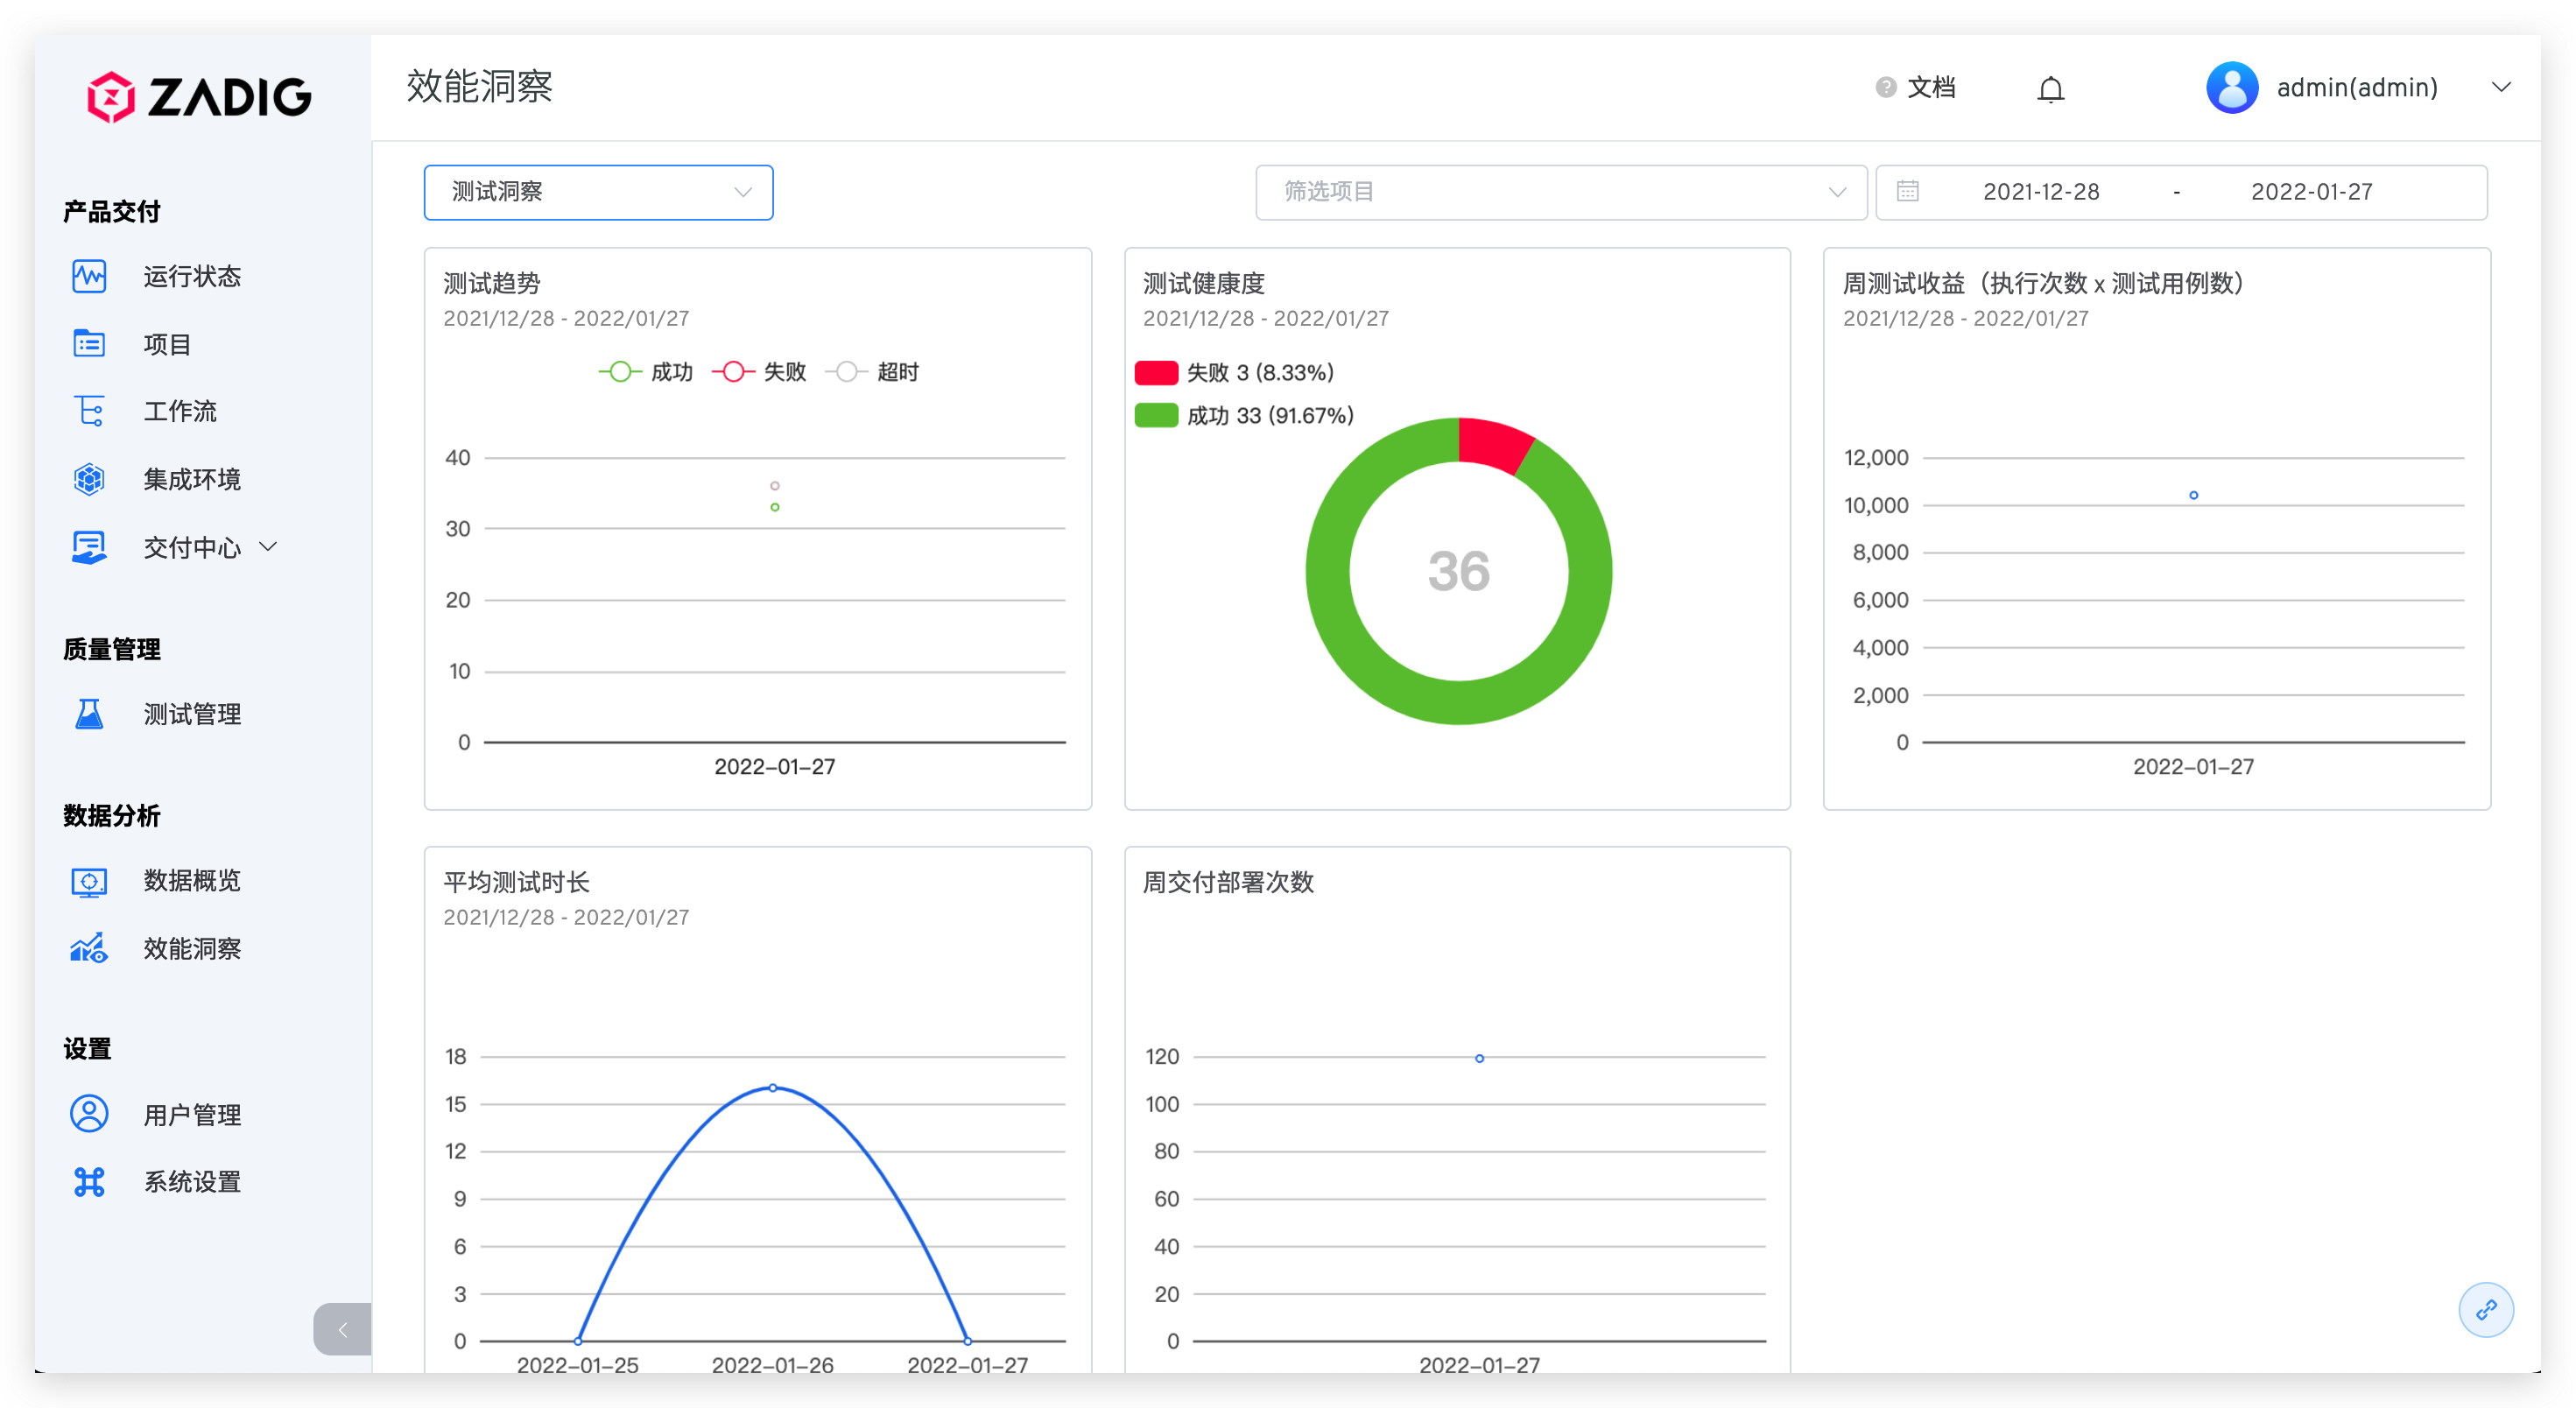 ZADIG
产品交付
运行状态
项目
工作流
集成环境
交付中心
质量管理
测试管理
数据分析
数据概览
效能洞察
设置
用户管理
系统设置
效能洞察
? 文档
admin(admin)
测试洞察
筛选项目
2021-12-28 - 2022-01-27
测试趋势
2021/12/28 - 2022/01/27
成功 失败 超时
40
30
20
10
0
2022-01-27
测试健康度
2021/12/28 - 2022/01/27
失败 3 (8.33%)
成功 33 (91.67%)
36
周测试收益（执行次数 x 测试用例数）
2021/12/28 - 2022/01/27
12,000
10,000
8,000
6,000
4,000
2,000
0
2022-01-27
平均测试时长
2021/12/28 - 2022/01/27
18
15
12
9
6
3
0
2022-01-25 2022-01-26 2022-01-27
周交付部署次数
120
100
80
60
40
20
0
2022-01-27